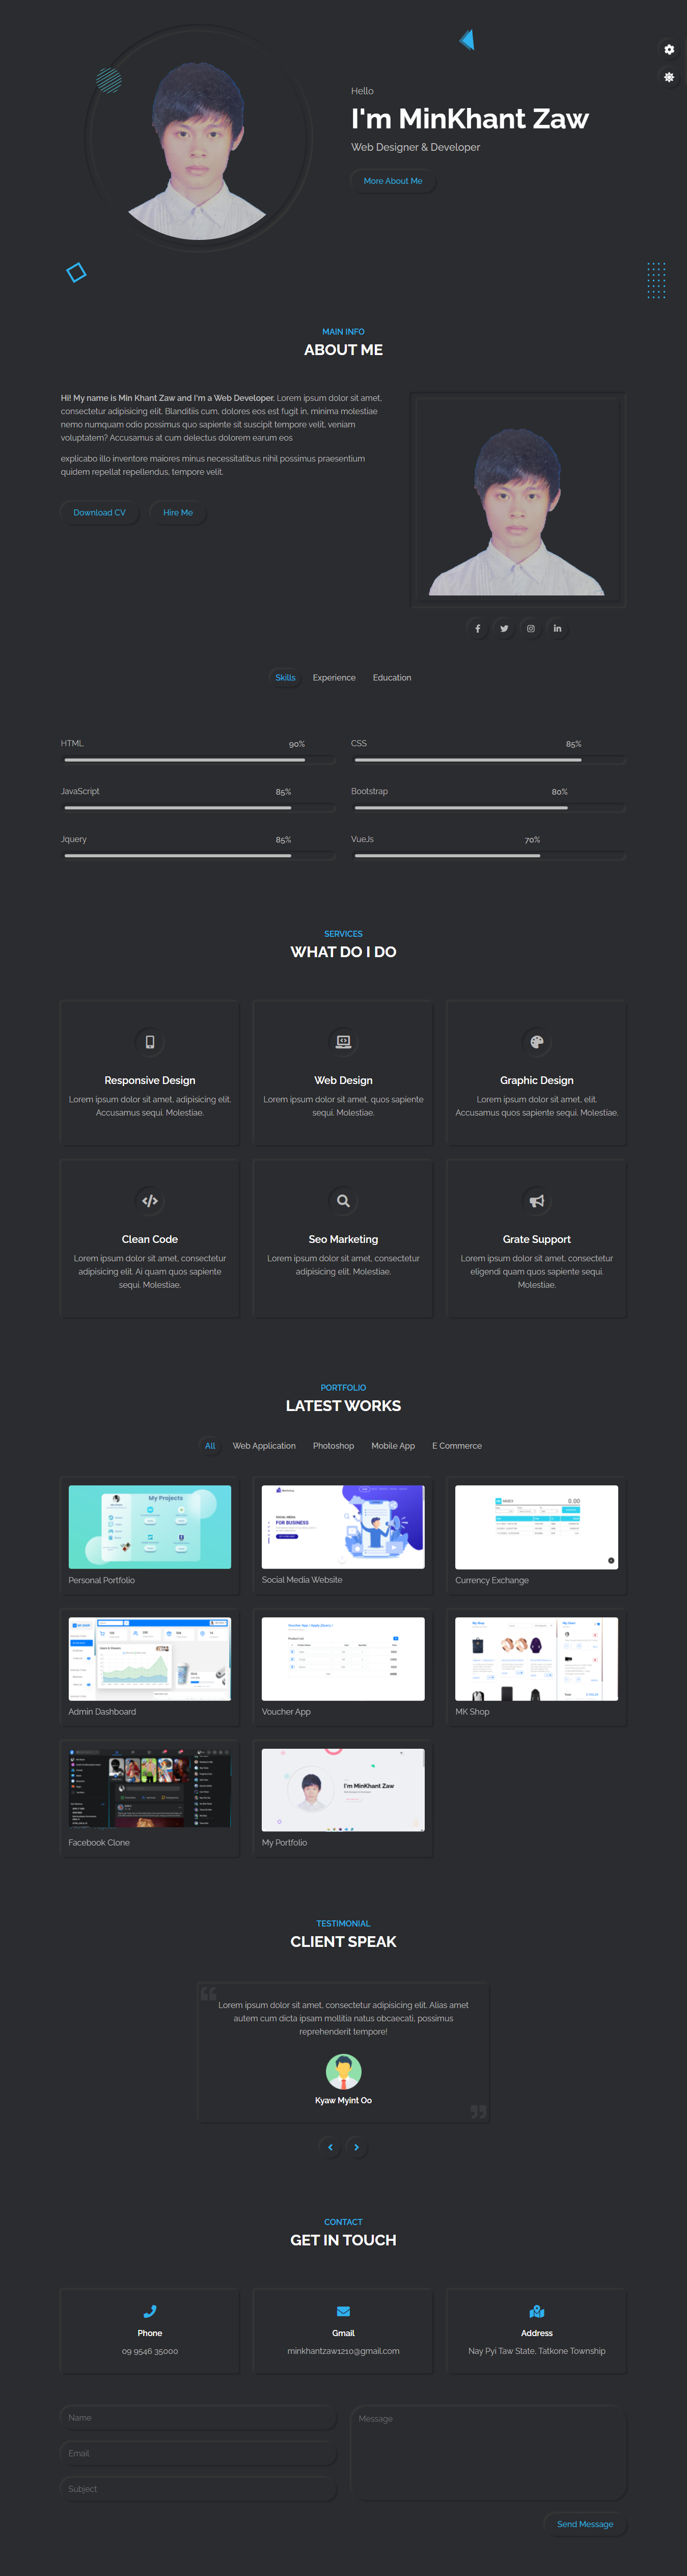 Hello
I'm MinKhant Zaw
Web Designer & Developer
More About Me
MAIN INFO
ABOUT ME
Hi! My name is Min Khant Zaw and I'm a Web Developer. Lorem ipsum dolor sit amet,
consectetur adipisicing elit. Blanditiis cum, dolores eos est fugit in, minima molestiae
nemo numquam odio possimus quo sapiente sit suscipit tempore velit, veniam
voluptatem? Accusamus at cum delectus dolorem earum eos
explicabo illo inventore maiores minus necessitatibus nihil possimus praesentium
quidem repellat repellendus, tempore velit.
Download CV
Hire Me
Skills
Experience
Education
HTML
90%
CSS
85%
JavaScript
85%
Bootstrap
80%
Jquery
85%
VueJs
70%
SERVICES
WHAT DO I DO
Responsive Design
Lorem ipsum dolor sit amet, adipisicing elit.
Accusamus sequi. Molestiae.
Web Design
Lorem ipsum dolor sit amet, quos sapiente
sequi. Molestiae.
Graphic Design
Lorem ipsum dolor sit amet, elit.
Accusamus quos sapiente sequi. Molestiae.
Clean Code
Lorem ipsum dolor sit amet, consectetur
adipisicing elit. Ai quam quos sapiente
sequi. Molestiae.
Seo Marketing
Lorem ipsum dolor sit amet, consectetur
adipisicing elit. Molestiae.
Grate Support
Lorem ipsum dolor sit amet, consectetur
eligendi quam quos sapiente sequi.
Molestiae.
PORTFOLIO
LATEST WORKS
All
Web Application
Photoshop
Mobile App
E Commerce
My Projects
Personal Portfolio
SOCIAL MEDIA
FOR BUSINESS
Social Media Website
0.00
Currency Exchange
Admin Dashboard
Voucher App
MK Shop
Facebook Clone
I'm MinKhant Zaw
My Portfolio
TESTIMONIAL
CLIENT SPEAK
Lorem ipsum dolor sit amet, consectetur adipisicing elit. Alias amet
autem cum dicta ipsam mollitia natus obcaecati, possimus
reprehenderit tempore!
Kyaw Myint Oo
CONTACT
GET IN TOUCH
Phone
09 9546 35000
Gmail
minkhantzaw1210@gmail.com
Address
Nay Pyi Taw State, Tatkone Township
Name
Email
Subject
Message
Send Message